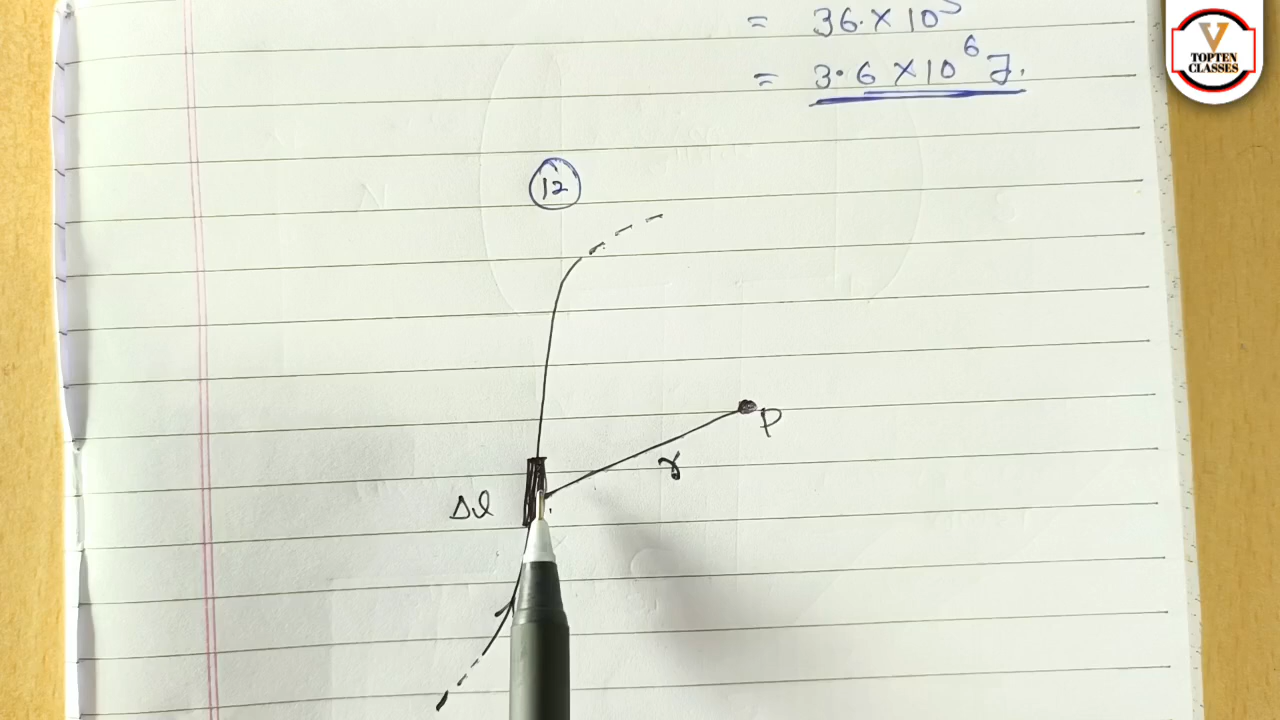 = 36. × 10⁵
= 3.6 × 10⁶ J.
V
TOPTEN
CLASSES
12
P
r
Δl